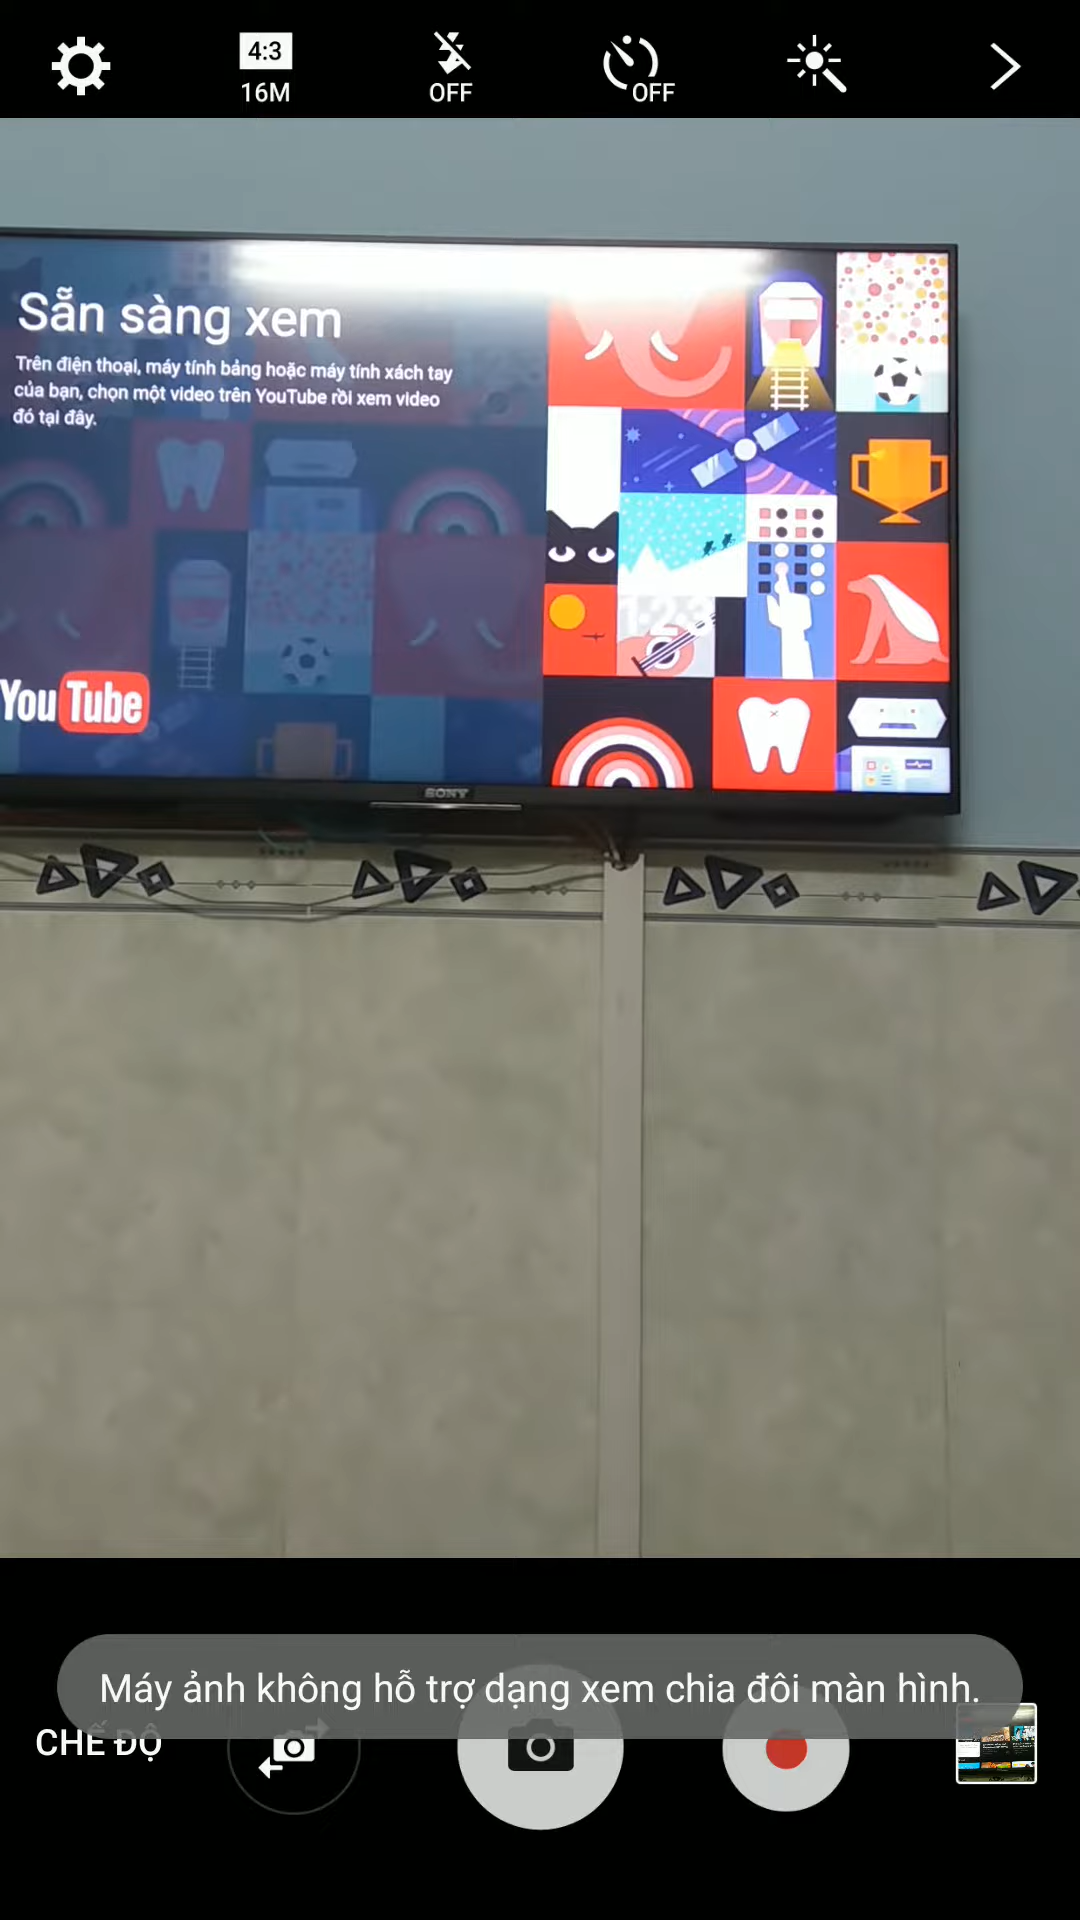 4:3
16M
OFF
OFF
Sẵn sàng xem
Trên điện thoại, máy tính bảng hoặc máy tính xách tay
của bạn, chọn một video trên YouTube rồi xem video
đó tại đây.
YouTube
SONY
Máy ảnh không hỗ trợ dạng xem chia đôi màn hình.
CHẾ ĐỘ